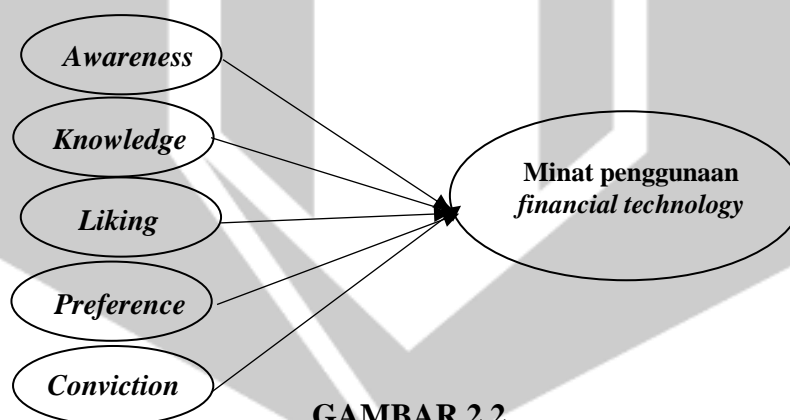 Awareness
Knowledge
Liking
Preference
Conviction
Minat penggunaan
financial technology
GAMBAR 2.2